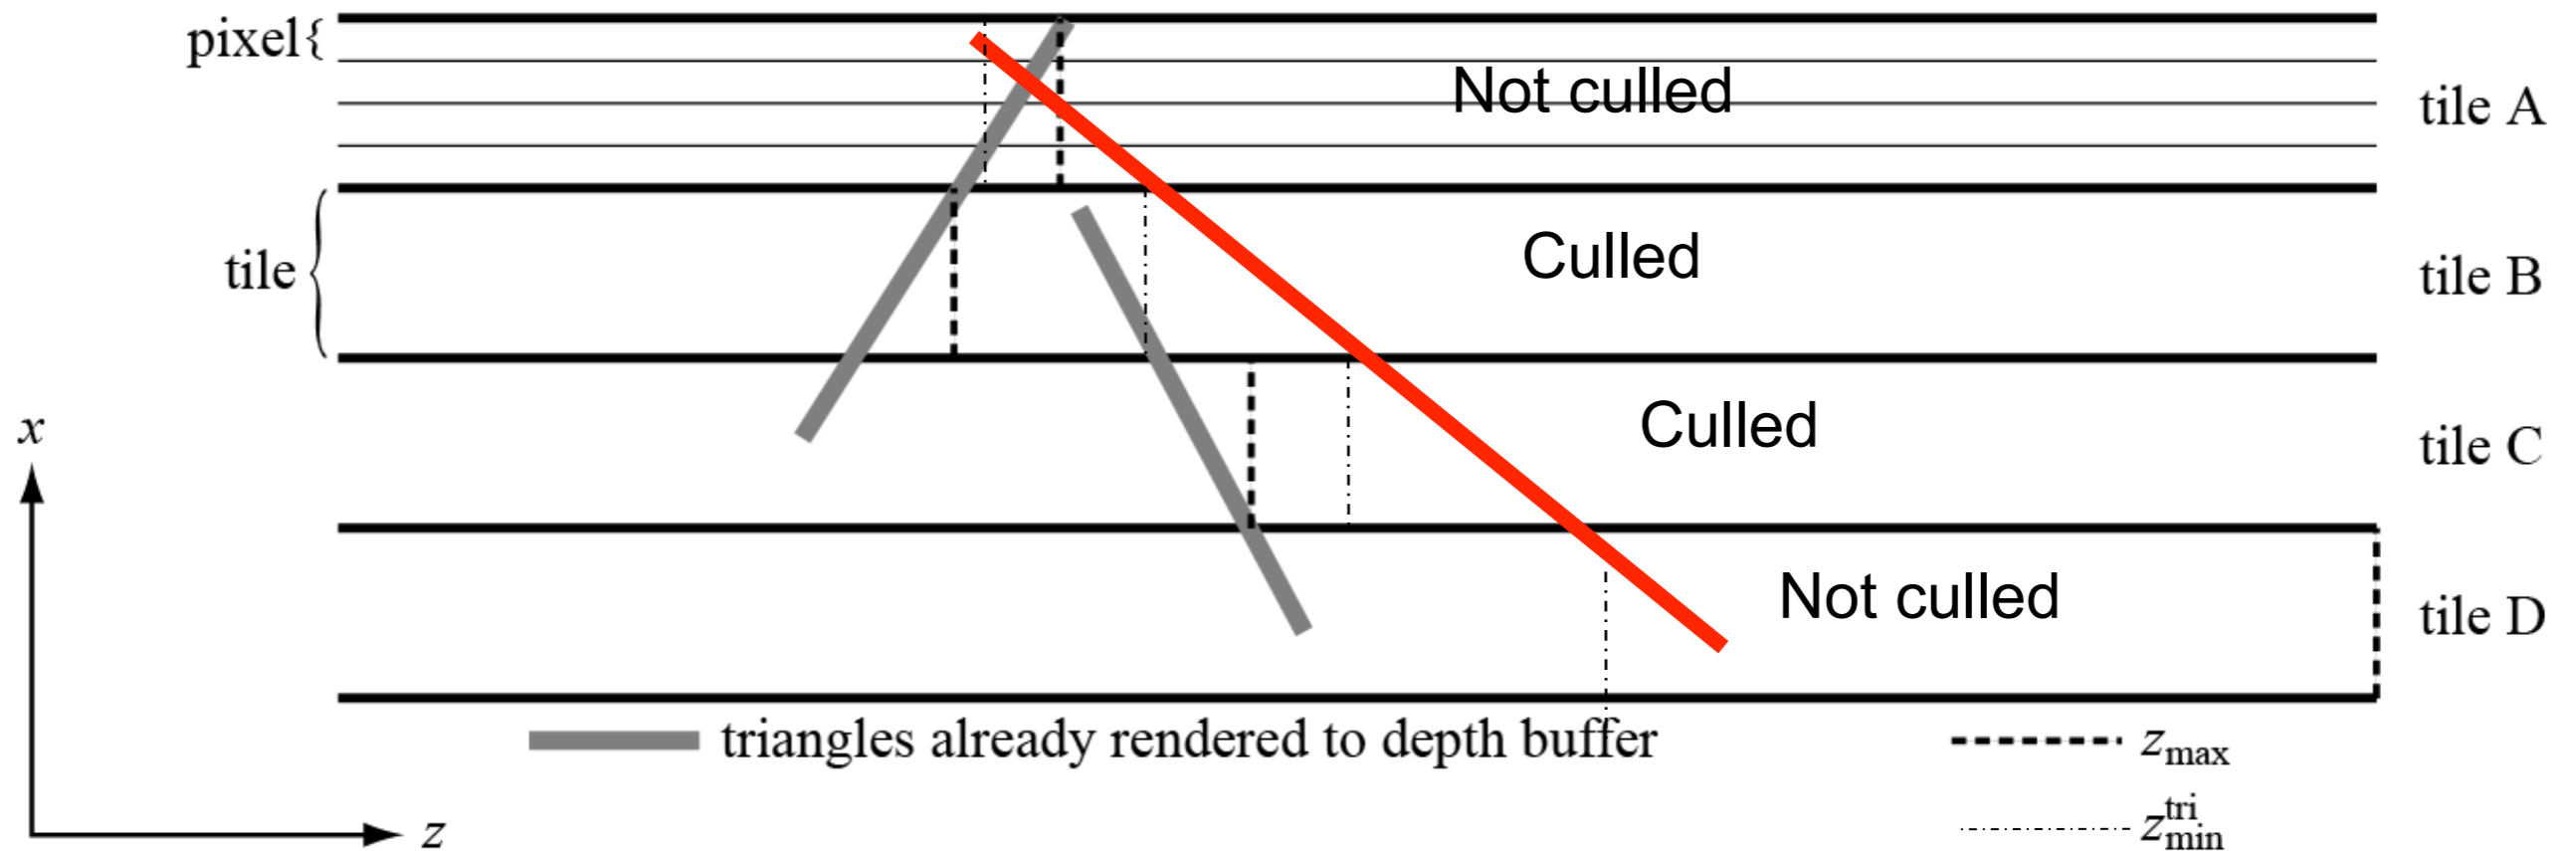 pixel{
Not culled
tile A
tile {
Culled
tile B
Culled
tile C
x
Not culled
tile D
triangles already rendered to depth buffer
z_max
z
z_min^tri